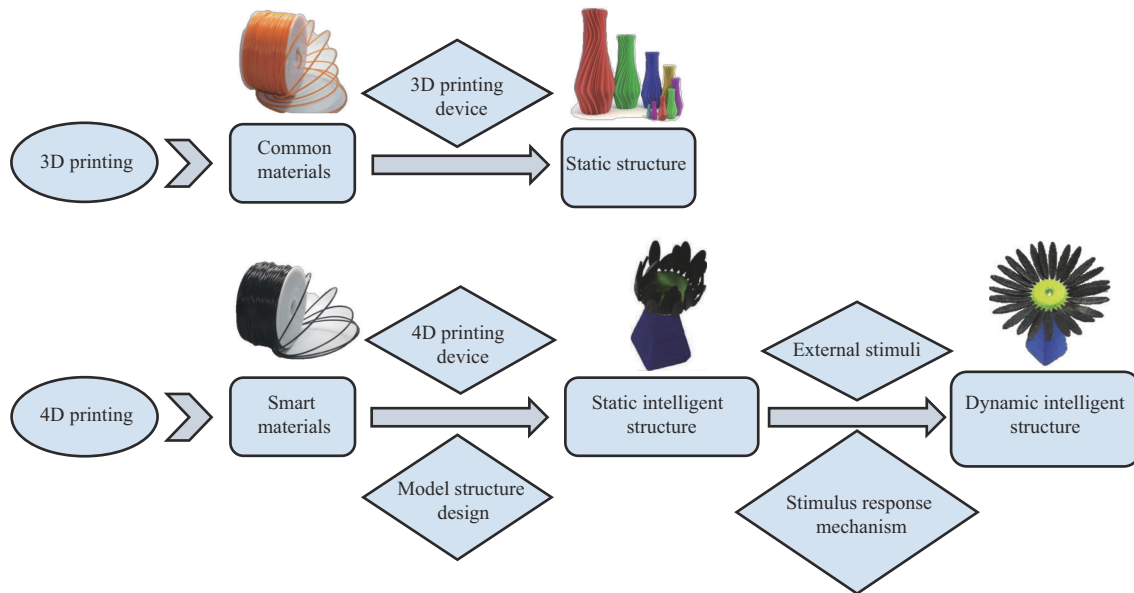 3D printing
Common
materials
3D printing
device
Static structure
4D printing
Smart
materials
4D printing
device
Model structure
design
Static intelligent
structure
External stimuli
Stimulus response
mechanism
Dynamic intelligent
structure